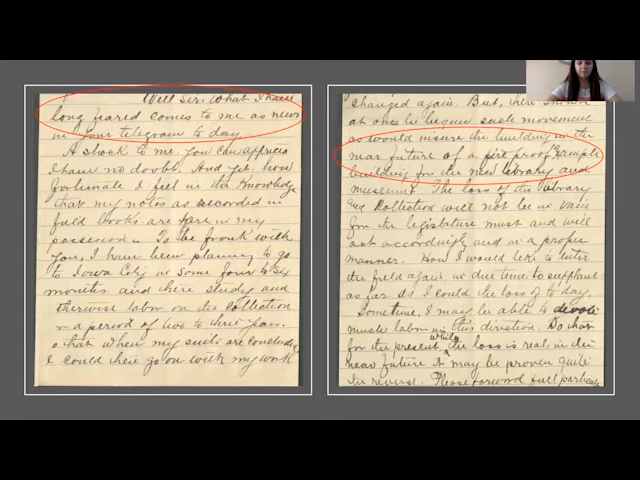 Well sir, What I have
long feared comes to me as news
in your telegram to day.
A shock to me. You can apprecia
I have no doubt. And yet, how
fortunate I feel in the knowledge
that my notes as recorded in
field books are here in my
possession. To be frank with
you, I have been planning to go
to Iowa City in some four to six
months and there study and
otherwise labor on the collection
a period of two to three years.
that when my suits are concluded
I could there go on with my work
changed again. But, there should
at once be begun such movement
as would insure the building in the
near future of a fire proof & ample
building for the new library and
museum. The loss of the library
and Collection will not be in vain
for the legislature must and will
act accordingly and in a proper
manner. How I would like to enter
the field again, in due time to supplant
as far as I could the loss of to day.
Sometime, I may be able to devote
much labor in this direction. So that
for the present, while the loss is real, in the
near future it may be proven quite
the reverse. Please forward full particulars